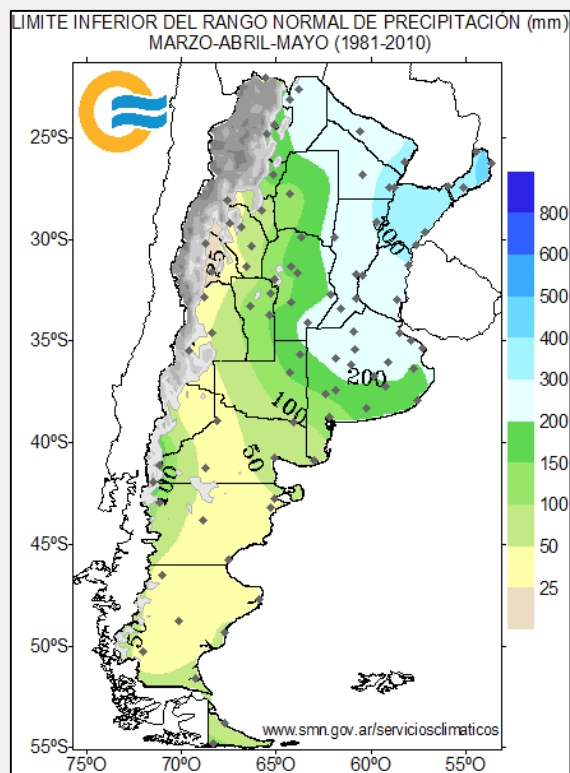 LIMITE INFERIOR DEL RANGO NORMAL DE PRECIPITACIÓN (mm)
MARZO-ABRIL-MAYO (1981-2010)
25°S
30°S
35°S
40°S
45°S
50°S
55°S
75°O
70°O
65°O
60°O
55°O
25
300
200
100
50
100
50
800
600
500
400
300
200
150
100
50
25
www.smn.gov.ar/serviciosclimaticos